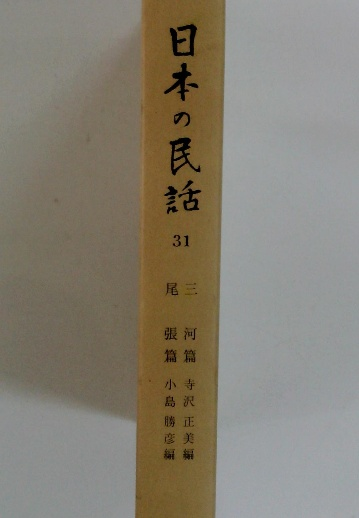 日本の民話
31
三河篇 寺沢正美編
尾張篇 小島勝彦編